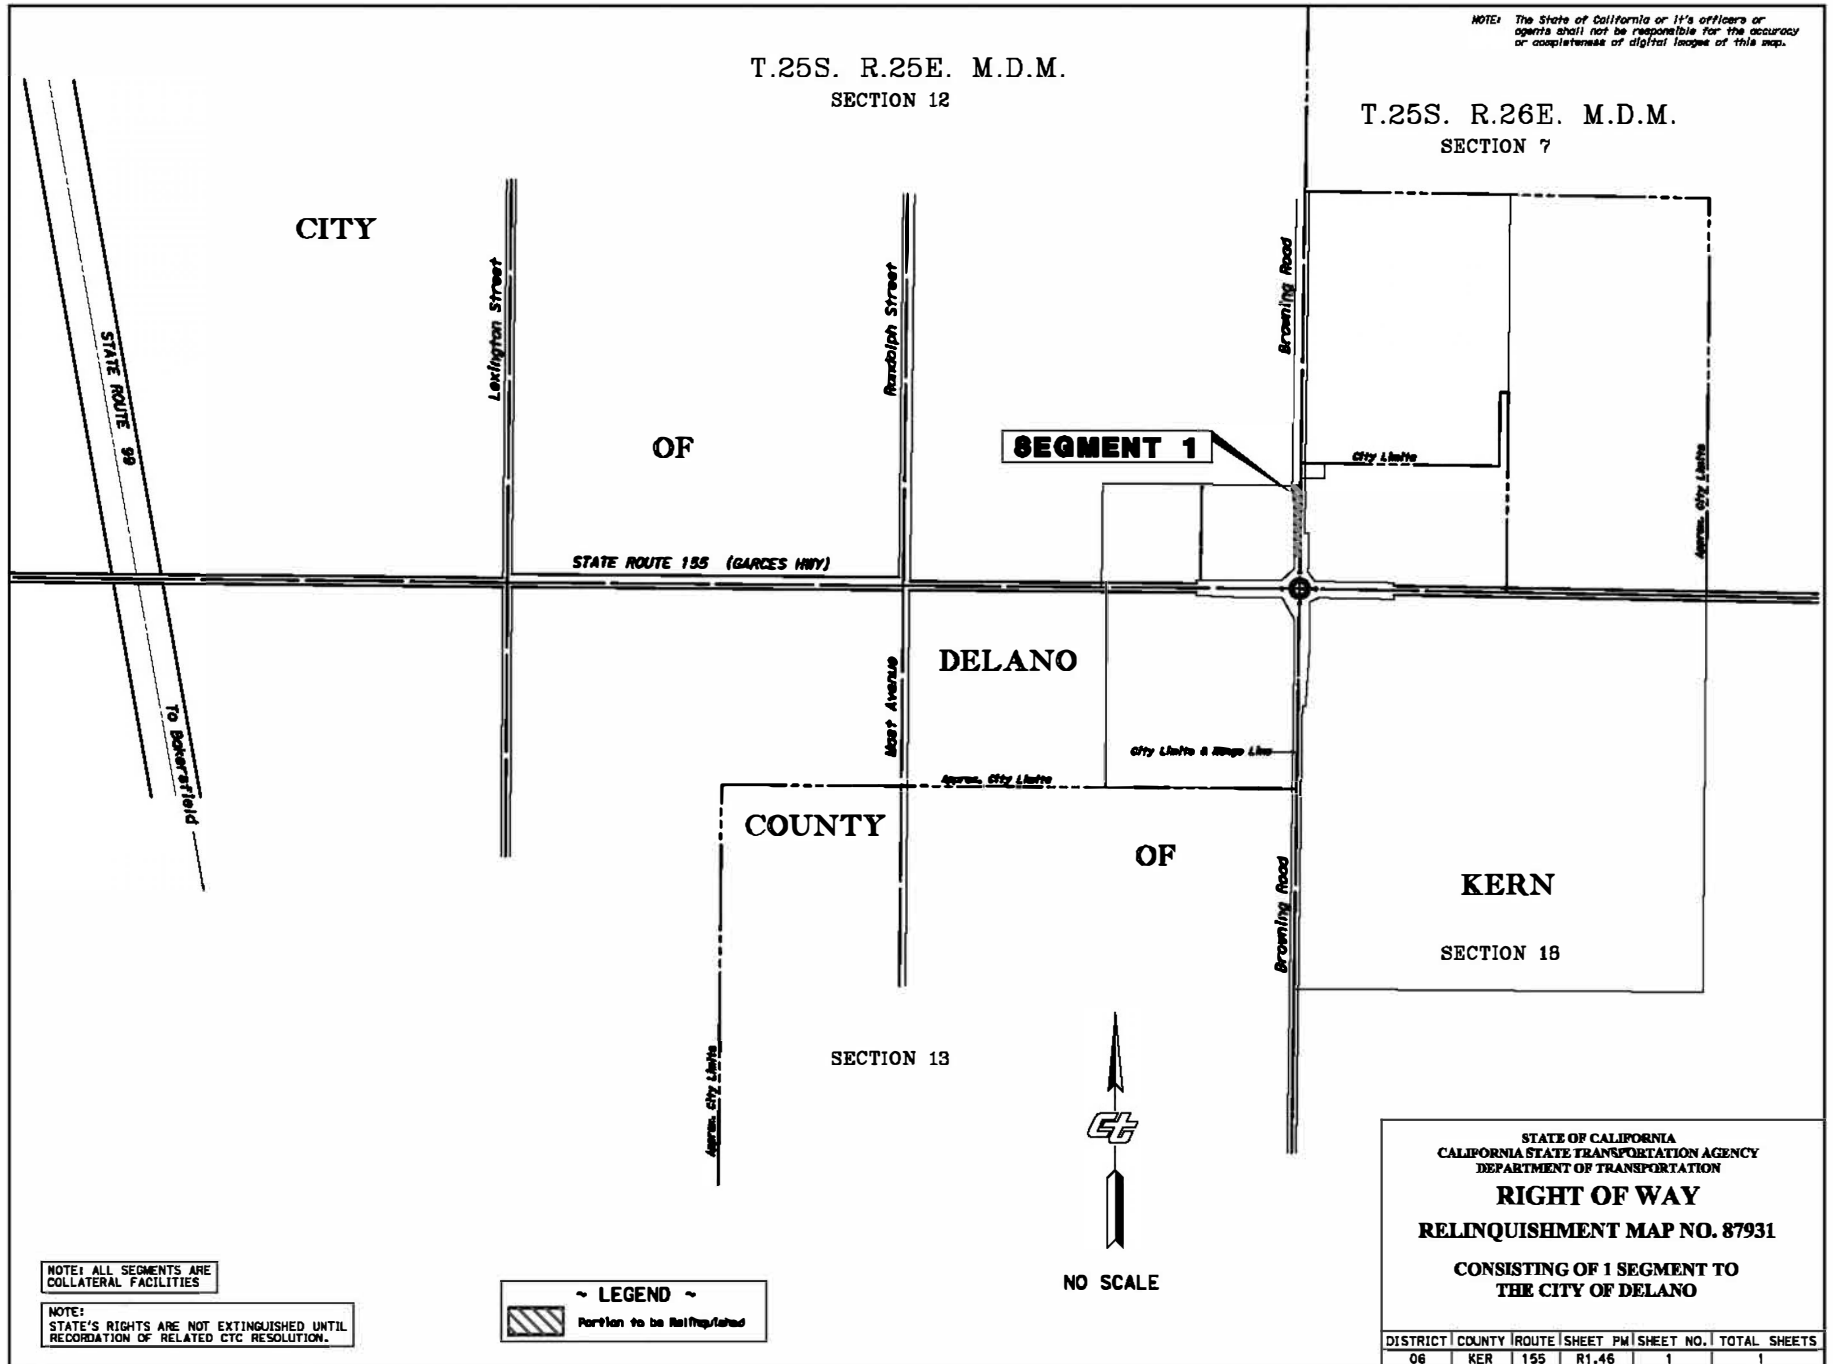 NOTE: The State of California or it's officers or
agents shall not be responsible for the accuracy
or completeness of digital images of this map.
T.25S. R.25E. M.D.M.
SECTION 12
T.25S. R.26E. M.D.M.
SECTION 7
CITY
Lexington Street
Randolph Street
Browning Road
STATE ROUTE 99
OF
SEGMENT 1
City Limits
Approx. City Limits
STATE ROUTE 155 (GARCES HWY)
DELANO
Mast Avenue
To Bakersfield
City Limits & Range Line
Approx. City Limits
COUNTY
OF
KERN
Browning Road
SECTION 18
SECTION 13
Approx. City Limits
Ct
NO SCALE
STATE OF CALIFORNIA
CALIFORNIA STATE TRANSPORTATION AGENCY
DEPARTMENT OF TRANSPORTATION
RIGHT OF WAY
RELINQUISHMENT MAP NO. 87931
CONSISTING OF 1 SEGMENT TO
THE CITY OF DELANO
DISTRICT COUNTY ROUTE SHEET PM SHEET NO. TOTAL SHEETS
06 KER 155 R1.46 1 1
NOTE: ALL SEGMENTS ARE
COLLATERAL FACILITIES
NOTE:
STATE'S RIGHTS ARE NOT EXTINGUISHED UNTIL
RECORDATION OF RELATED CTC RESOLUTION.
~ LEGEND ~
Portion to be Relinquished